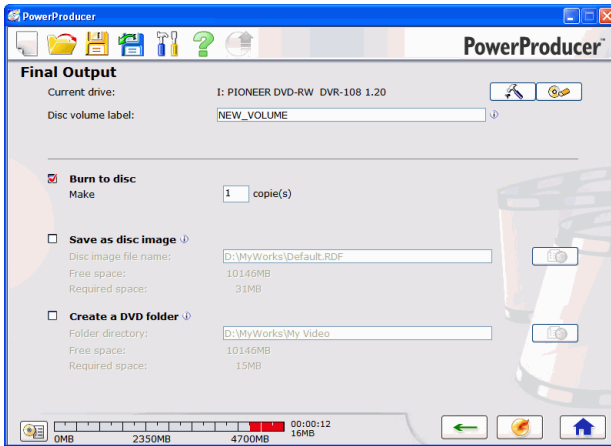 PowerProducer
PowerProducer™
Final Output
Current drive: I: PIONEER DVD-RW DVR-108 1.20
Disc volume label: NEW_VOLUME
Burn to disc
Make 1 copie(s)
Save as disc image
Disc image file name: D:\MyWorks\Default.RDF
Free space: 10146MB
Required space: 31MB
Create a DVD folder
Folder directory: D:\MyWorks\My Video
Free space: 10146MB
Required space: 15MB
00:00:12
0MB 2350MB 4700MB 16MB